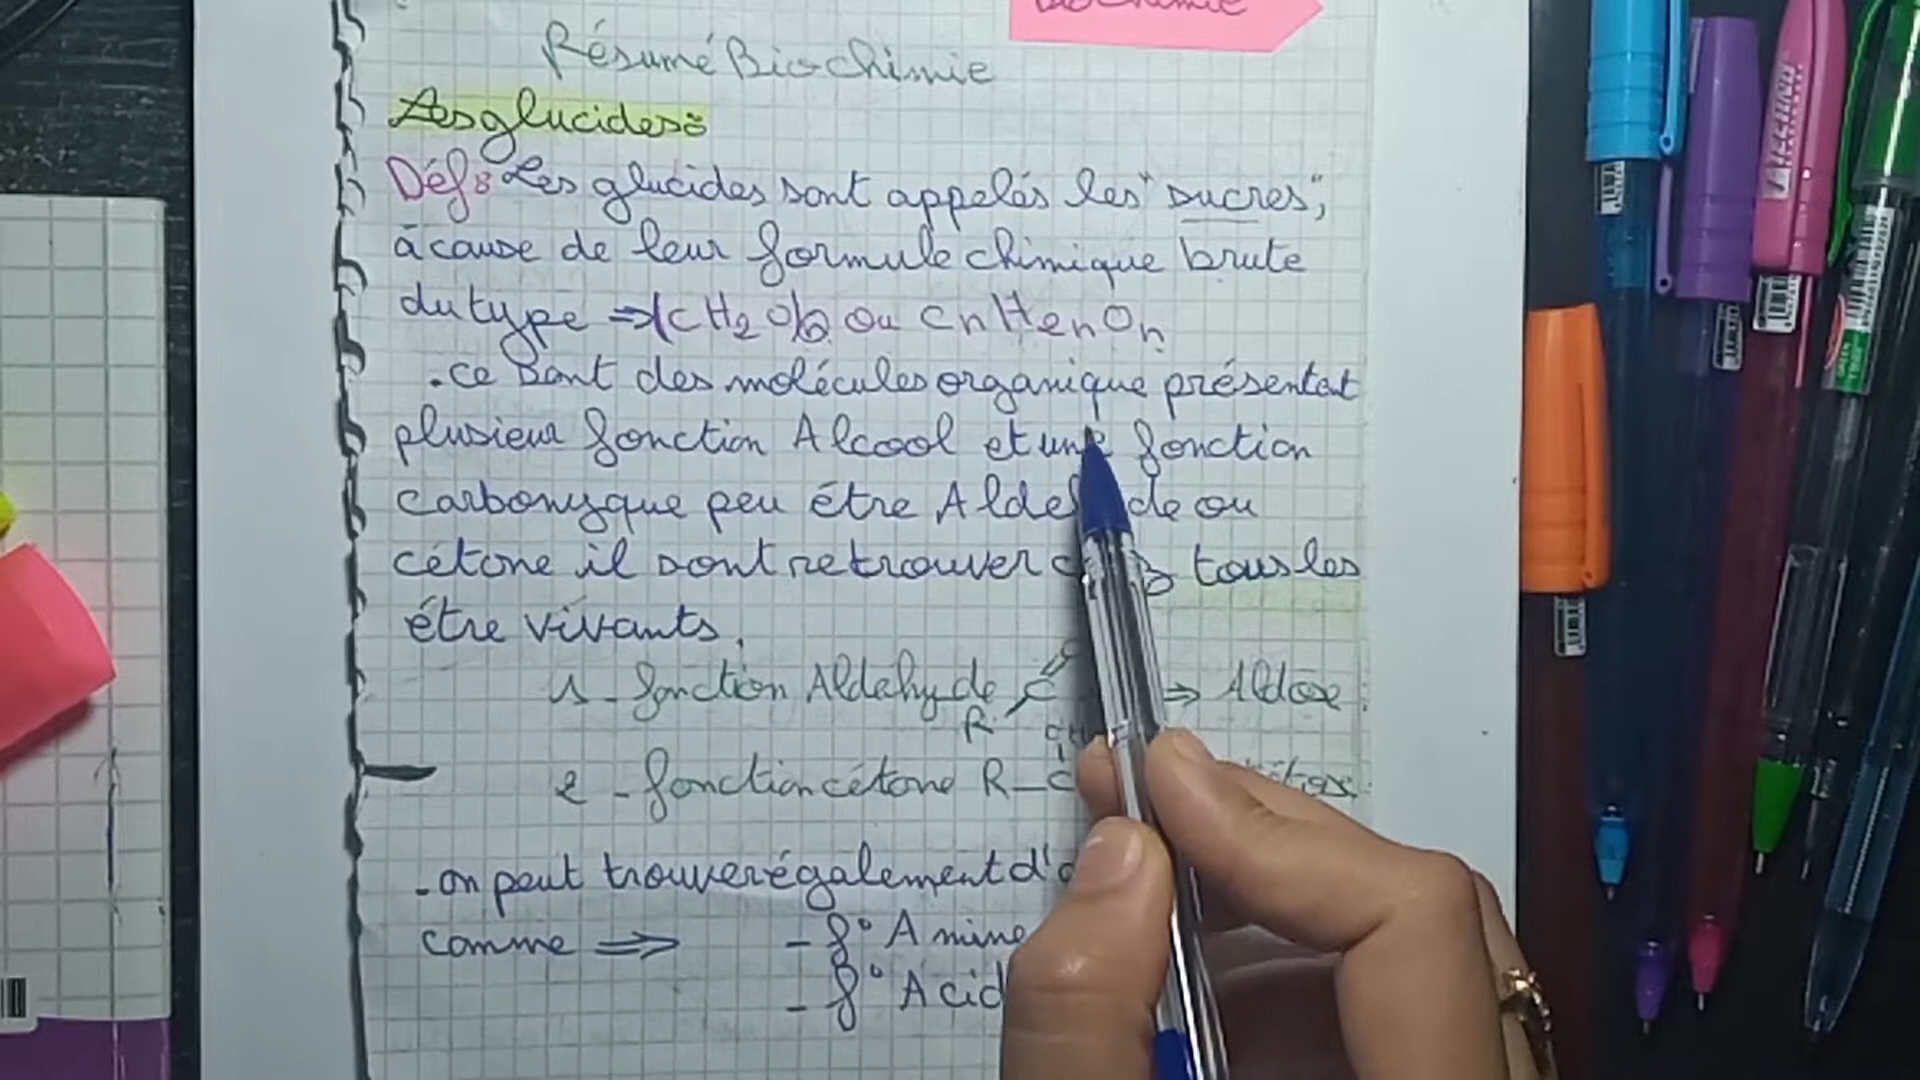 Biochimie
Résumé Biochimie
Les glucides:
Déf: Les glucides sont appelés les "sucres",
à cause de leur formule chimique brute
du type => (CH2O)n ou CnH2nOn
.ce sont des molécules organique présentat
plusieur fonction Alcool et une fonction
carbonyque peu être Alde de ou
cétone il sont retrouver tous les
être vivants.
1 - fonction Aldehyde R C => Aldose
2 - fonction cétone R-C
- on peut trouver également d'
comme => - f° Amine
- f° Acid